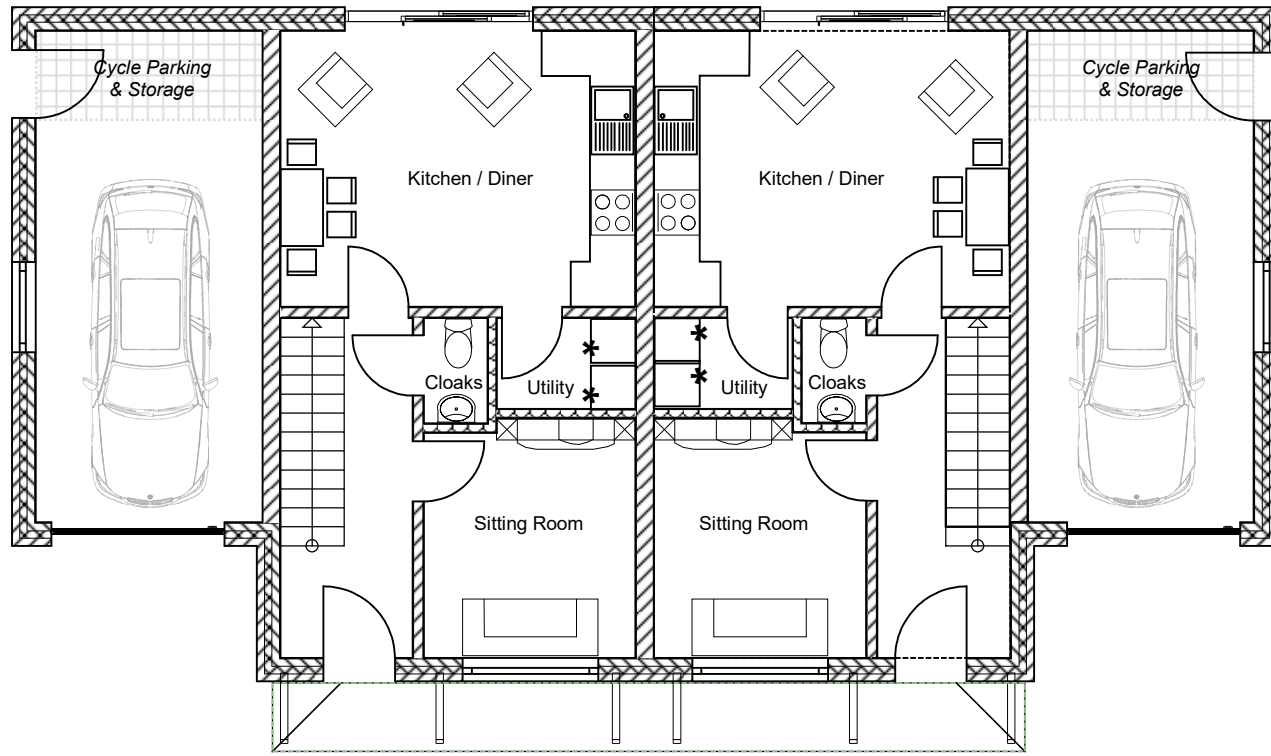 Cycle Parking
& Storage
Cycle Parking
& Storage
Kitchen / Diner
Kitchen / Diner
Cloaks
Utility
Utility
Cloaks
Sitting Room
Sitting Room